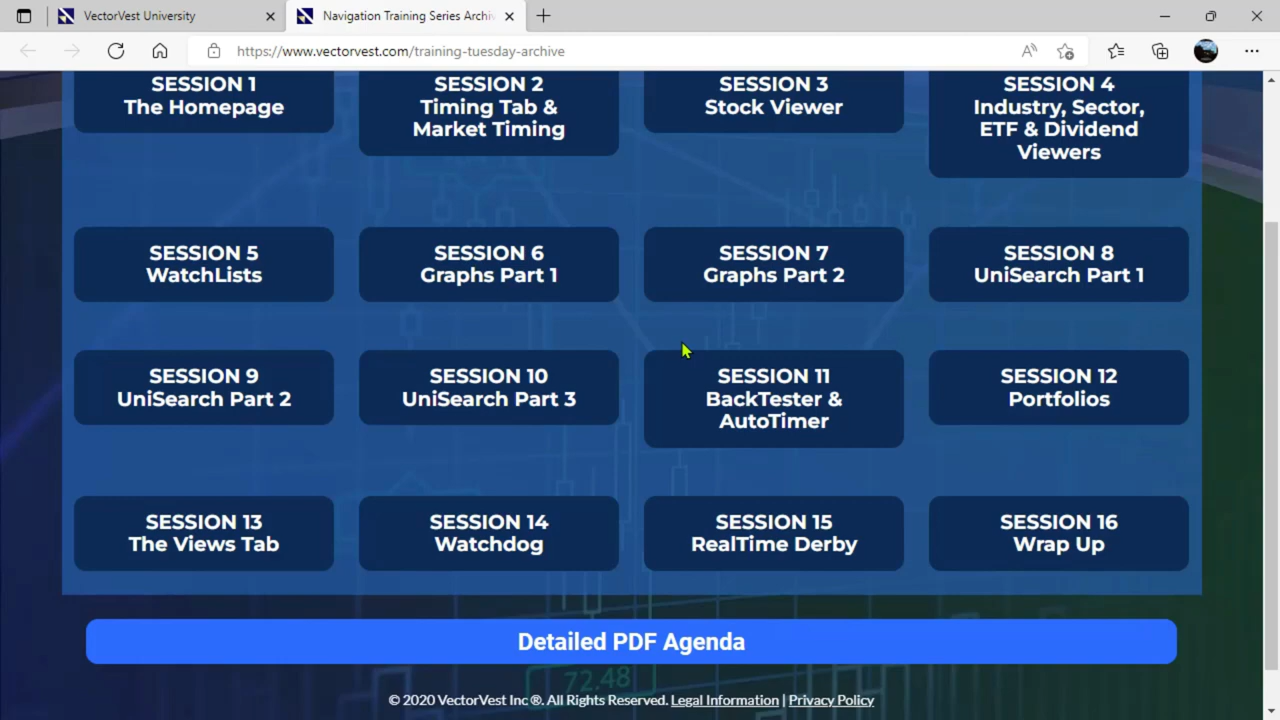 VectorVest University
Navigation Training Series Archi
https://www.vectorvest.com/training-tuesday-archive
SESSION 1
The Homepage
SESSION 2
Timing Tab &
Market Timing
SESSION 3
Stock Viewer
SESSION 4
Industry, Sector,
ETF & Dividend
Viewers
SESSION 5
WatchLists
SESSION 6
Graphs Part 1
SESSION 7
Graphs Part 2
SESSION 8
UniSearch Part 1
SESSION 9
UniSearch Part 2
SESSION 10
UniSearch Part 3
SESSION 11
BackTester &
AutoTimer
SESSION 12
Portfolios
SESSION 13
The Views Tab
SESSION 14
Watchdog
SESSION 15
RealTime Derby
SESSION 16
Wrap Up
Detailed PDF Agenda
72.48
© 2020 VectorVest Inc ®. All Rights Reserved. Legal Information | Privacy Policy